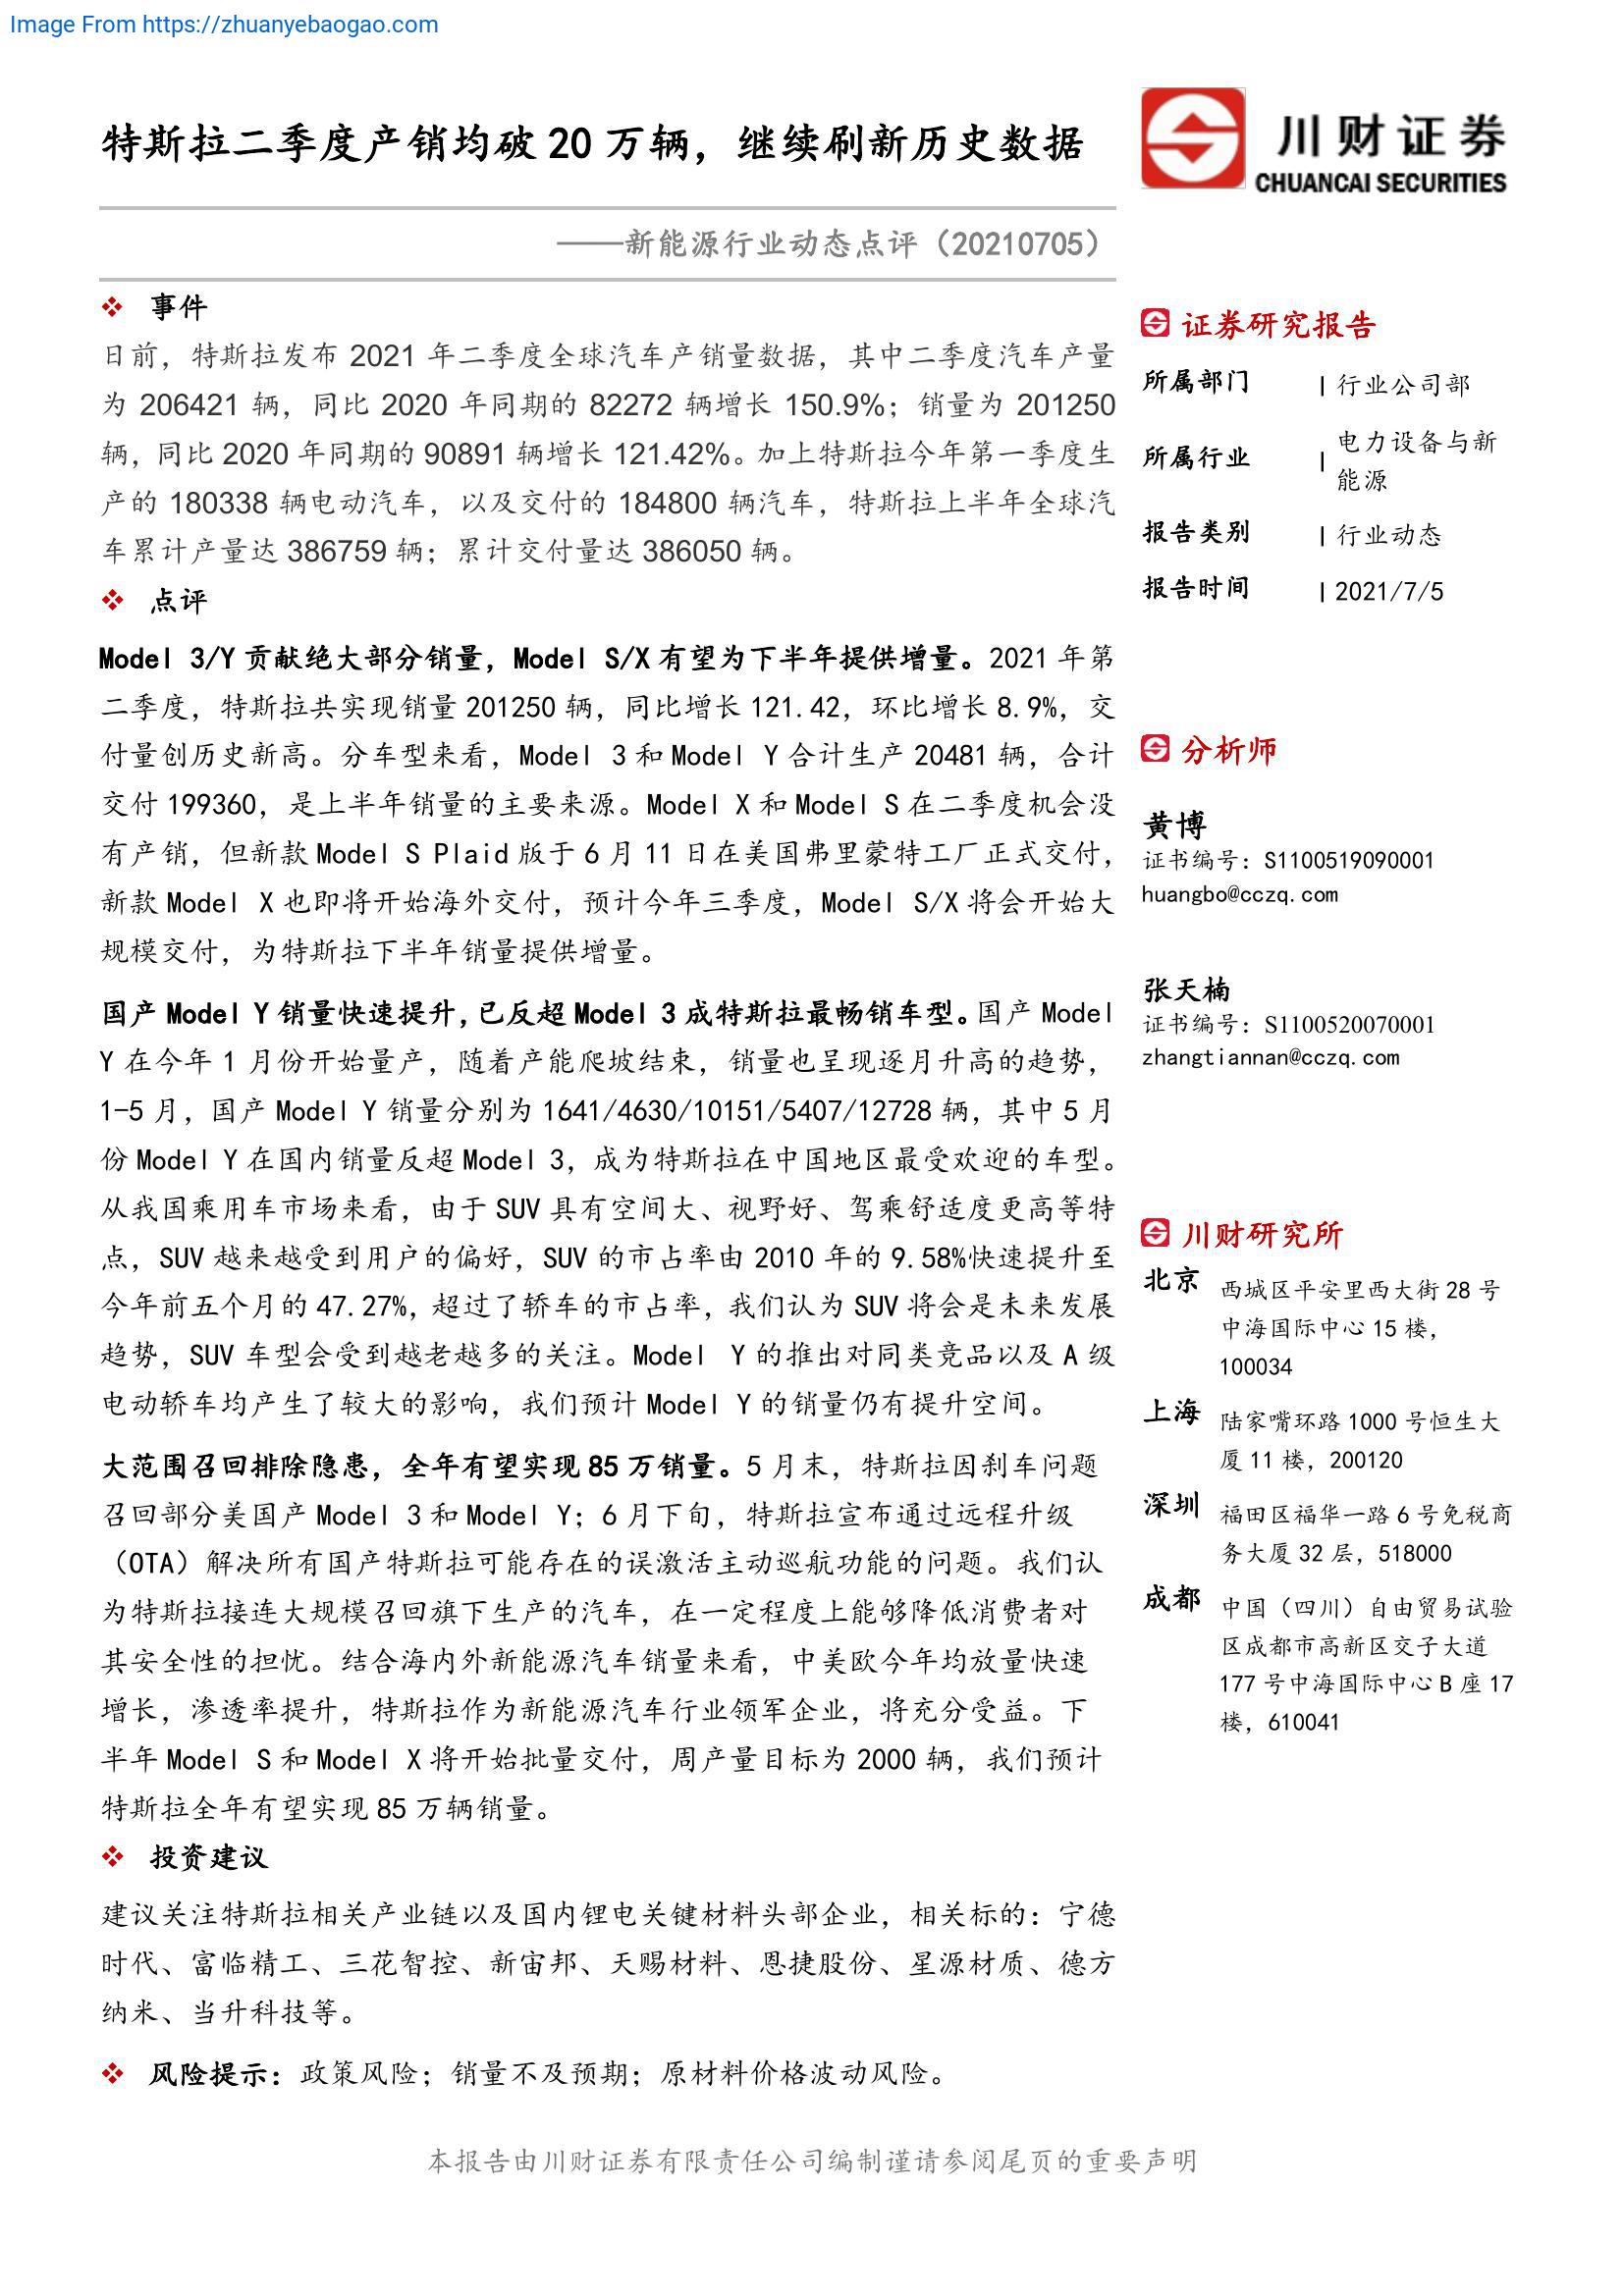 Image From https://zhuanyebaogao.com
特斯拉二季度产销均破 20 万辆，继续刷新历史数据
川财证券
CHUANCAI SECURITIES
——新能源行业动态点评（20210705）
❖ 事件
日前，特斯拉发布 2021 年二季度全球汽车产销量数据，其中二季度汽车产量
为 206421 辆，同比 2020 年同期的 82272 辆增长 150.9%；销量为 201250
辆，同比 2020 年同期的 90891 辆增长 121.42%。加上特斯拉今年第一季度生
产的 180338 辆电动汽车，以及交付的 184800 辆汽车，特斯拉上半年全球汽
车累计产量达 386759 辆；累计交付量达 386050 辆。
❖ 点评
Model 3/Y 贡献绝大部分销量，Model S/X 有望为下半年提供增量。2021 年第
二季度，特斯拉共实现销量 201250 辆，同比增长 121.42，环比增长 8.9%，交
付量创历史新高。分车型来看，Model 3 和 Model Y 合计生产 20481 辆，合计
交付 199360，是上半年销量的主要来源。Model X 和 Model S 在二季度机会没
有产销，但新款 Model S Plaid 版于 6 月 11 日在美国弗里蒙特工厂正式交付，
新款 Model X 也即将开始海外交付，预计今年三季度，Model S/X 将会开始大
规模交付，为特斯拉下半年销量提供增量。
国产 Model Y 销量快速提升，已反超 Model 3 成特斯拉最畅销车型。国产 Model
Y 在今年 1 月份开始量产，随着产能爬坡结束，销量也呈现逐月升高的趋势，
1-5 月，国产 Model Y 销量分别为 1641/4630/10151/5407/12728 辆，其中 5 月
份 Model Y 在国内销量反超 Model 3，成为特斯拉在中国地区最受欢迎的车型。
从我国乘用车市场来看，由于 SUV 具有空间大、视野好、驾乘舒适度更高等特
点，SUV 越来越受到用户的偏好，SUV 的市占率由 2010 年的 9.58%快速提升至
今年前五个月的 47.27%，超过了轿车的市占率，我们认为 SUV 将会是未来发展
趋势，SUV 车型会受到越老越多的关注。Model Y 的推出对同类竞品以及 A 级
电动轿车均产生了较大的影响，我们预计 Model Y 的销量仍有提升空间。
大范围召回排除隐患，全年有望实现 85 万销量。5 月末，特斯拉因刹车问题
召回部分美国产 Model 3 和 Model Y；6 月下旬，特斯拉宣布通过远程升级
（OTA）解决所有国产特斯拉可能存在的误激活主动巡航功能的问题。我们认
为特斯拉接连大规模召回旗下生产的汽车，在一定程度上能够降低消费者对
其安全性的担忧。结合海内外新能源汽车销量来看，中美欧今年均放量快速
增长，渗透率提升，特斯拉作为新能源汽车行业领军企业，将充分受益。下
半年 Model S 和 Model X 将开始批量交付，周产量目标为 2000 辆，我们预计
特斯拉全年有望实现 85 万辆销量。
❖ 投资建议
建议关注特斯拉相关产业链以及国内锂电关键材料头部企业，相关标的：宁德
时代、富临精工、三花智控、新宙邦、天赐材料、恩捷股份、星源材质、德方
纳米、当升科技等。
❖ 风险提示：政策风险；销量不及预期；原材料价格波动风险。
证券研究报告
所属部门 | 行业公司部
所属行业 | 电力设备与新
能源
报告类别 | 行业动态
报告时间 | 2021/7/5
分析师
黄博
证书编号：S1100519090001
huangbo@cczq.com
张天楠
证书编号：S1100520070001
zhangtiannan@cczq.com
川财研究所
北京 西城区平安里西大街 28 号
中海国际中心 15 楼，
100034
上海 陆家嘴环路 1000 号恒生大
厦 11 楼，200120
深圳 福田区福华一路 6 号免税商
务大厦 32 层，518000
成都 中国（四川）自由贸易试验
区成都市高新区交子大道
177 号中海国际中心 B 座 17
楼，610041
本报告由川财证券有限责任公司编制谨请参阅尾页的重要声明